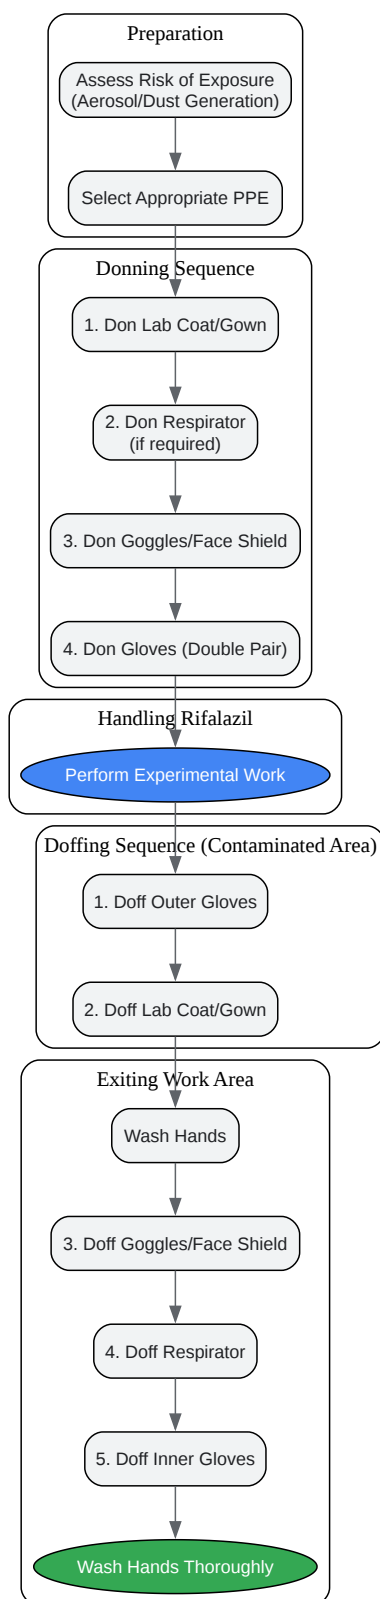 Preparation
Assess Risk of Exposure
(Aerosol/Dust Generation)
Select Appropriate PPE
Donning Sequence
1. Don Lab Coat/Gown
2. Don Respirator
(if required)
3. Don Goggles/Face Shield
4. Don Gloves (Double Pair)
Handling Rifalazil
Perform Experimental Work
Doffing Sequence (Contaminated Area)
1. Doff Outer Gloves
2. Doff Lab Coat/Gown
Exiting Work Area
Wash Hands
3. Doff Goggles/Face Shield
4. Doff Respirator
5. Doff Inner Gloves
Wash Hands Thoroughly